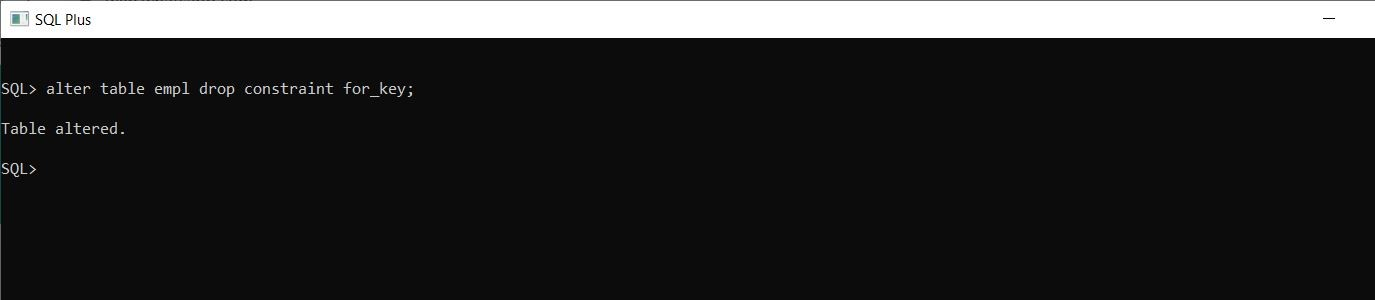 SQL Plus
SQL> alter table empl drop constraint for_key;
Table altered.
SQL>